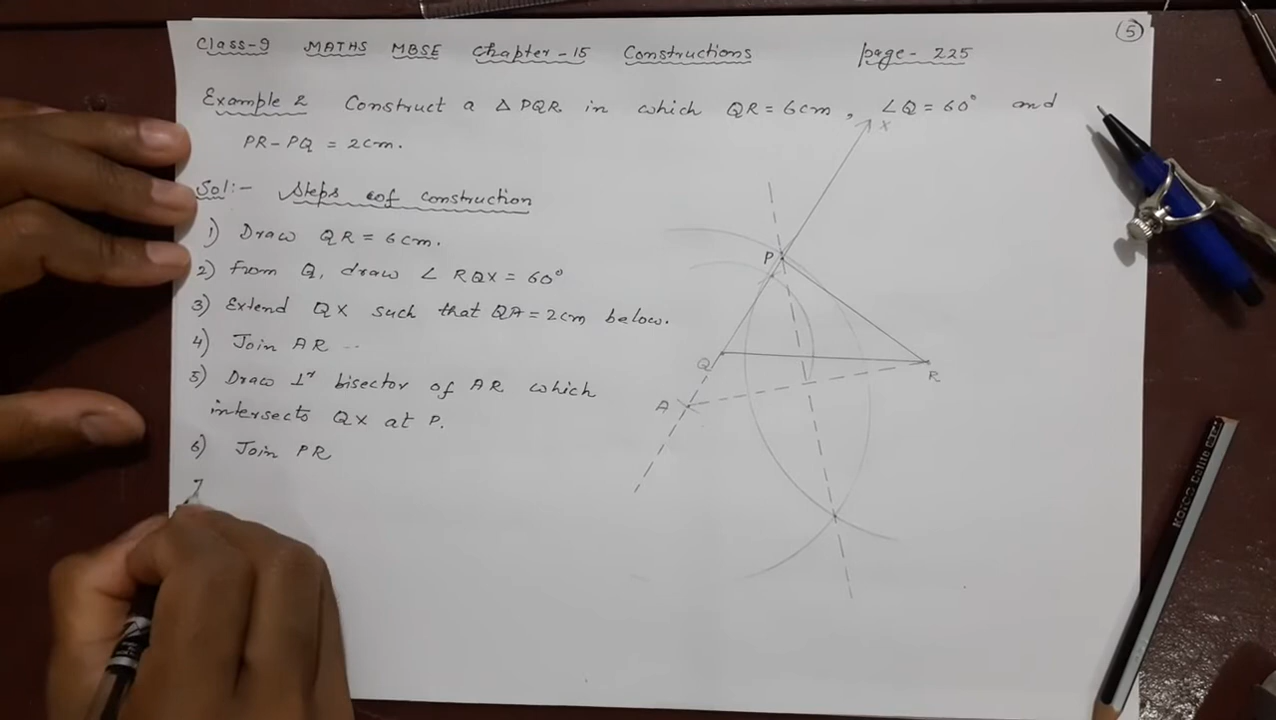 Class-9 MATHS MBSE Chapter-15 Constructions page-225
5
Example 2 Construct a Δ PQR in which QR = 6cm, ∠Q = 60° and
PR-PQ = 2cm.
Sol:- Steps of construction
1) Draw QR = 6cm.
2) From Q, draw ∠ RQX = 60°
3) Extend QX such that QA = 2cm below.
4) Join AR
5) Draw ⊥r bisector of AR which
intersects QX at P.
6) Join PR
7
X
P
Q
R
A